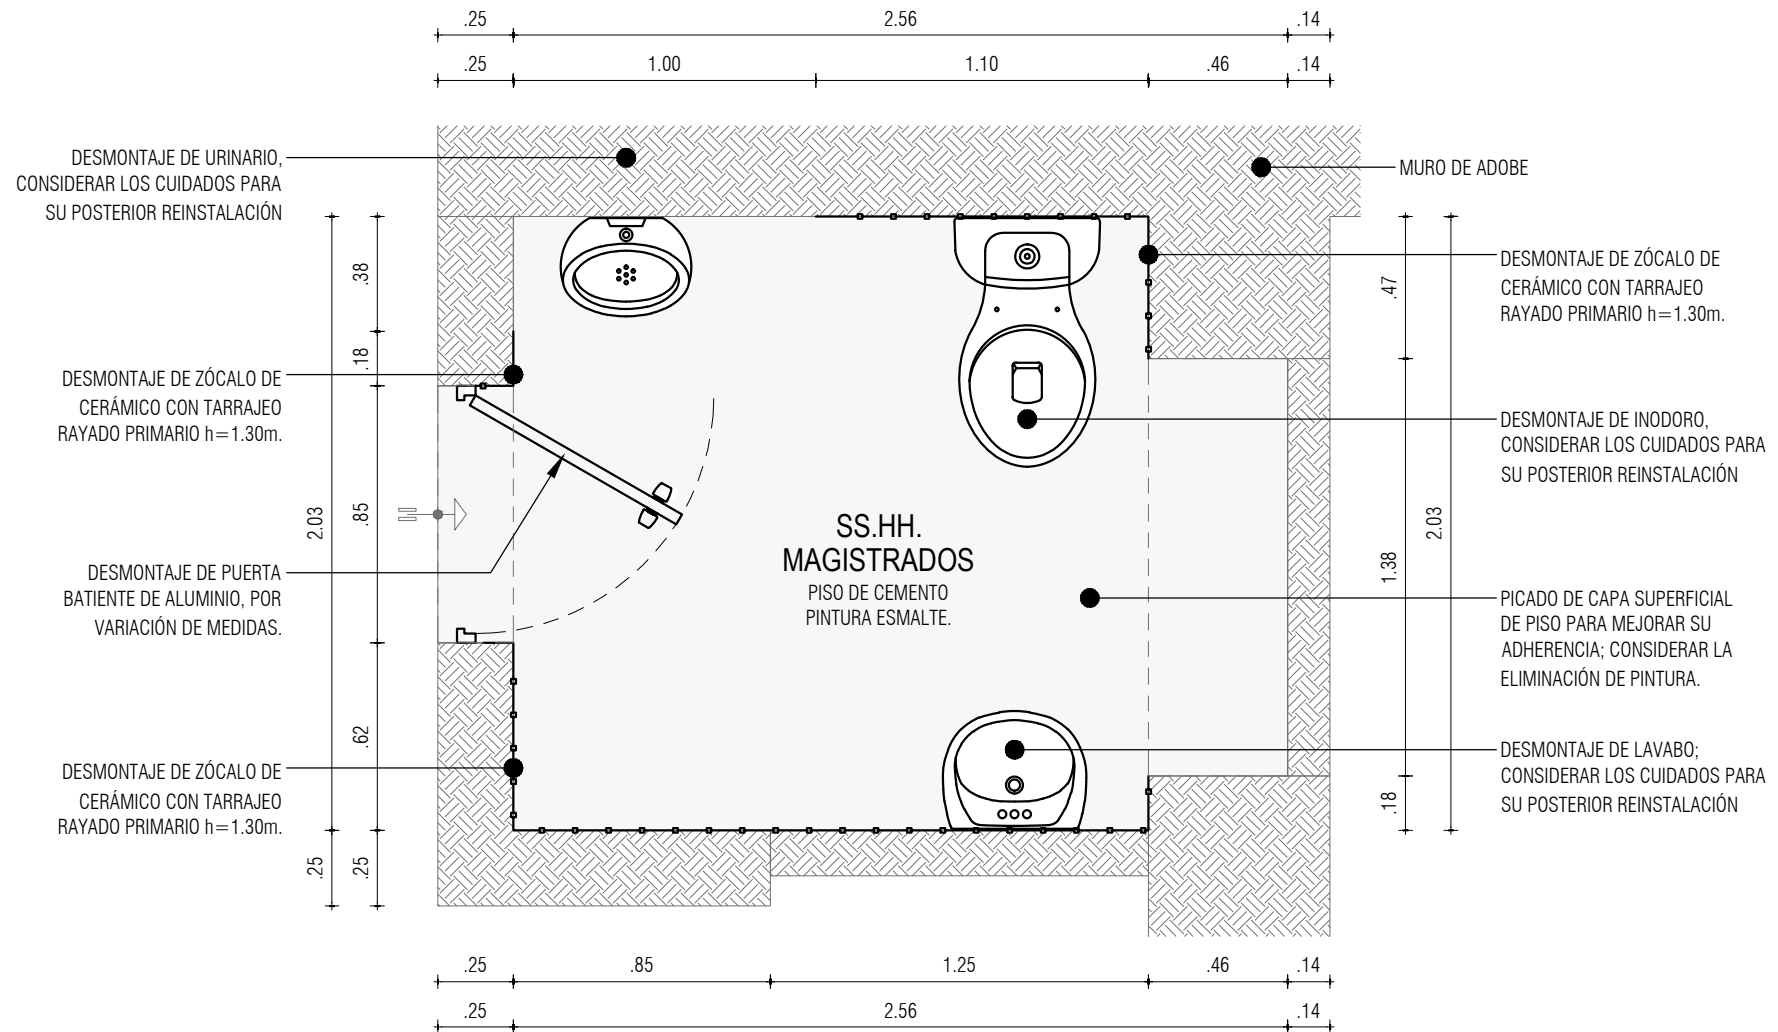 .25
2.56
.14
.25
1.00
1.10
.46
.14
DESMONTAJE DE URINARIO,
CONSIDERAR LOS CUIDADOS PARA
SU POSTERIOR REINSTALACIÓN
MURO DE ADOBE
.38
.18
2.03
.85
.62
.25
.25
DESMONTAJE DE ZÓCALO DE
CERÁMICO CON TARRAJEO
RAYADO PRIMARIO h=1.30m.
DESMONTAJE DE PUERTA
BATIENTE DE ALUMINIO, POR
VARIACIÓN DE MEDIDAS.
DESMONTAJE DE ZÓCALO DE
CERÁMICO CON TARRAJEO
RAYADO PRIMARIO h=1.30m.
SS.HH.
MAGISTRADOS
PISO DE CEMENTO
PINTURA ESMALTE.
.47
2.03
1.38
.18
DESMONTAJE DE ZÓCALO DE
CERÁMICO CON TARRAJEO
RAYADO PRIMARIO h=1.30m.
DESMONTAJE DE INODORO,
CONSIDERAR LOS CUIDADOS PARA
SU POSTERIOR REINSTALACIÓN
PICADO DE CAPA SUPERFICIAL
DE PISO PARA MEJORAR SU
ADHERENCIA; CONSIDERAR LA
ELIMINACIÓN DE PINTURA.
DESMONTAJE DE LAVABO;
CONSIDERAR LOS CUIDADOS PARA
SU POSTERIOR REINSTALACIÓN
.25
.85
1.25
.46
.14
.25
2.56
.14